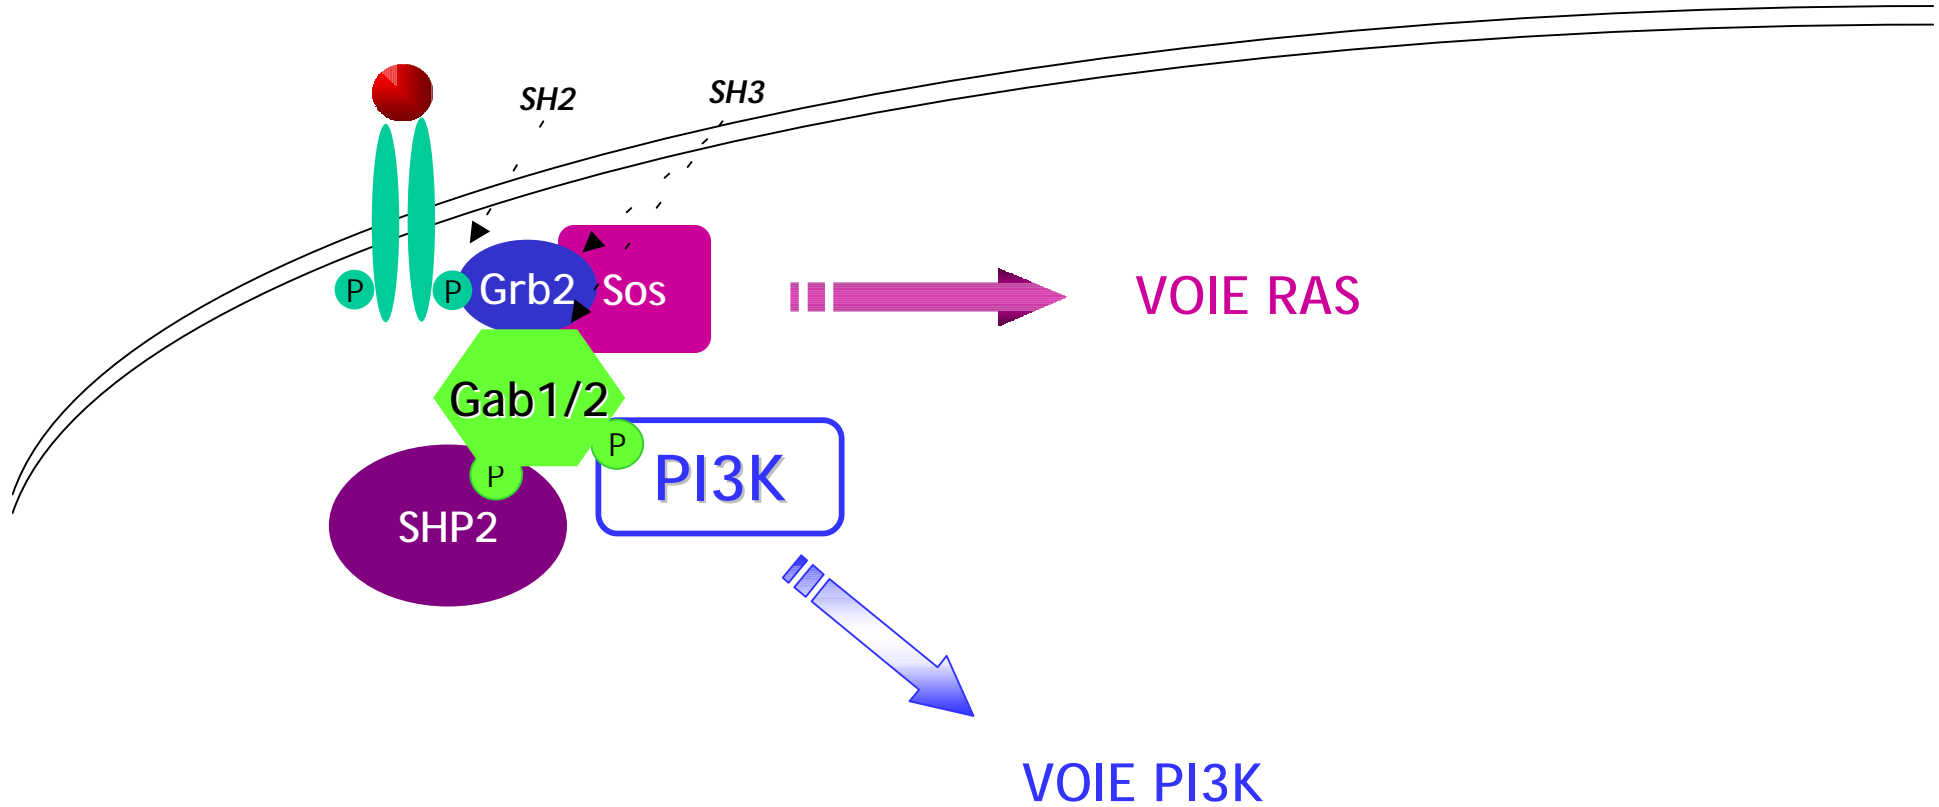 SH2
SH3
P
P
Grb2
Sos
VOIE RAS
Gab1/2
P
PI3K
P
SHP2
VOIE PI3K